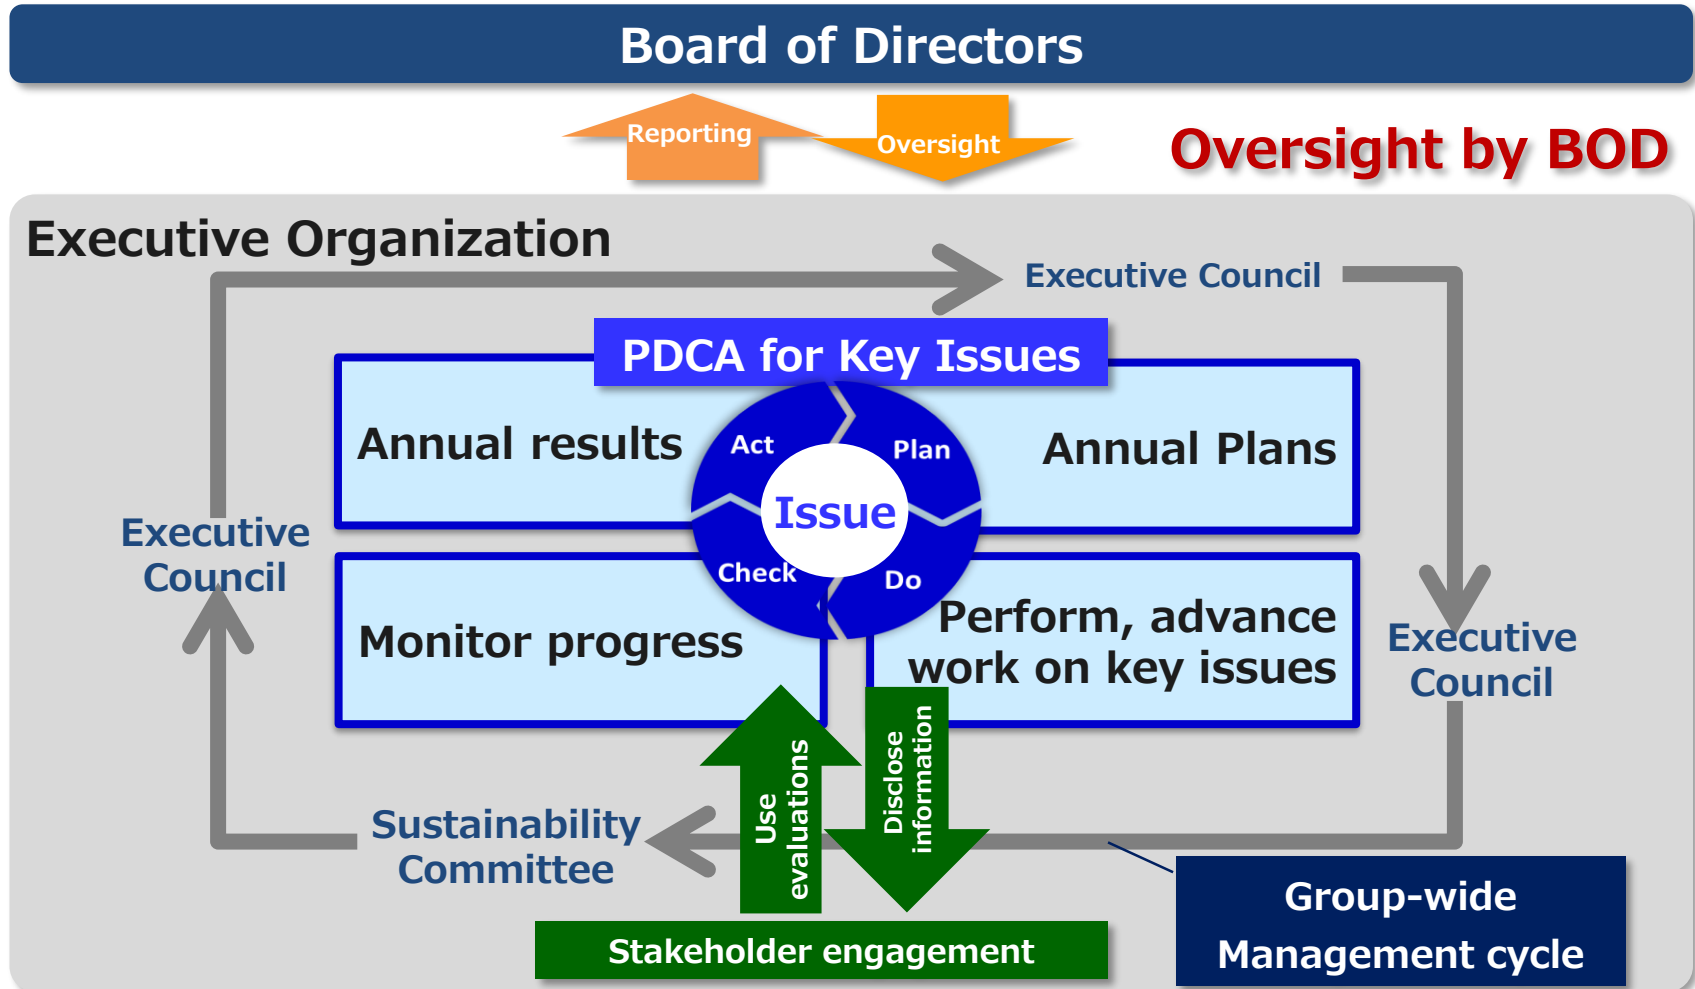 Board of Directors
Reporting
Oversight
Oversight by BOD
Executive Organization
Executive Council
PDCA for Key Issues
Annual results
Act
Plan
Annual Plans
Issue
Executive
Council
Check
Do
Monitor progress
Perform, advance
work on key issues
Executive
Council
Use
evaluations
Disclose
information
Sustainability
Committee
Group-wide
Management cycle
Stakeholder engagement